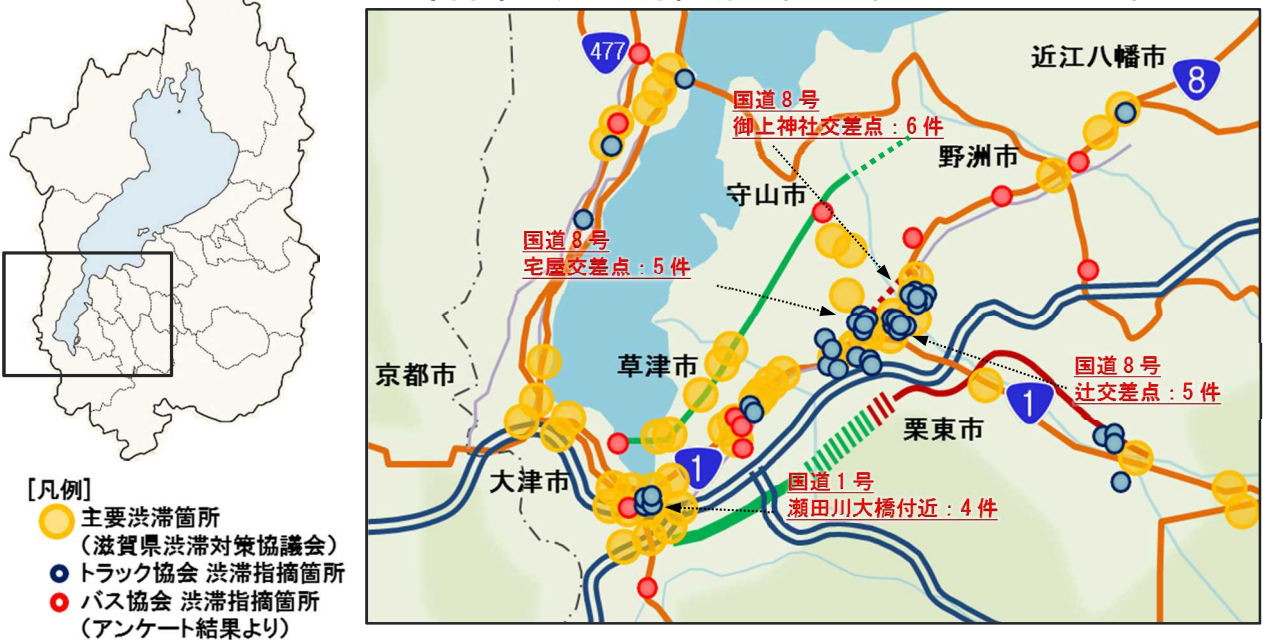 477
近江八幡市
8
国道8号
御上神社交差点：6件
野洲市
守山市
国道8号
宅屋交差点：5件
京都市
草津市
国道8号
辻交差点：5件
1
栗東市
大津市
1
国道1号
瀬田川大橋付近：4件
［凡例］
主要渋滞箇所
（滋賀県渋滞対策協議会）
トラック協会 渋滞指摘箇所
バス協会 渋滞指摘箇所
（アンケート結果より）